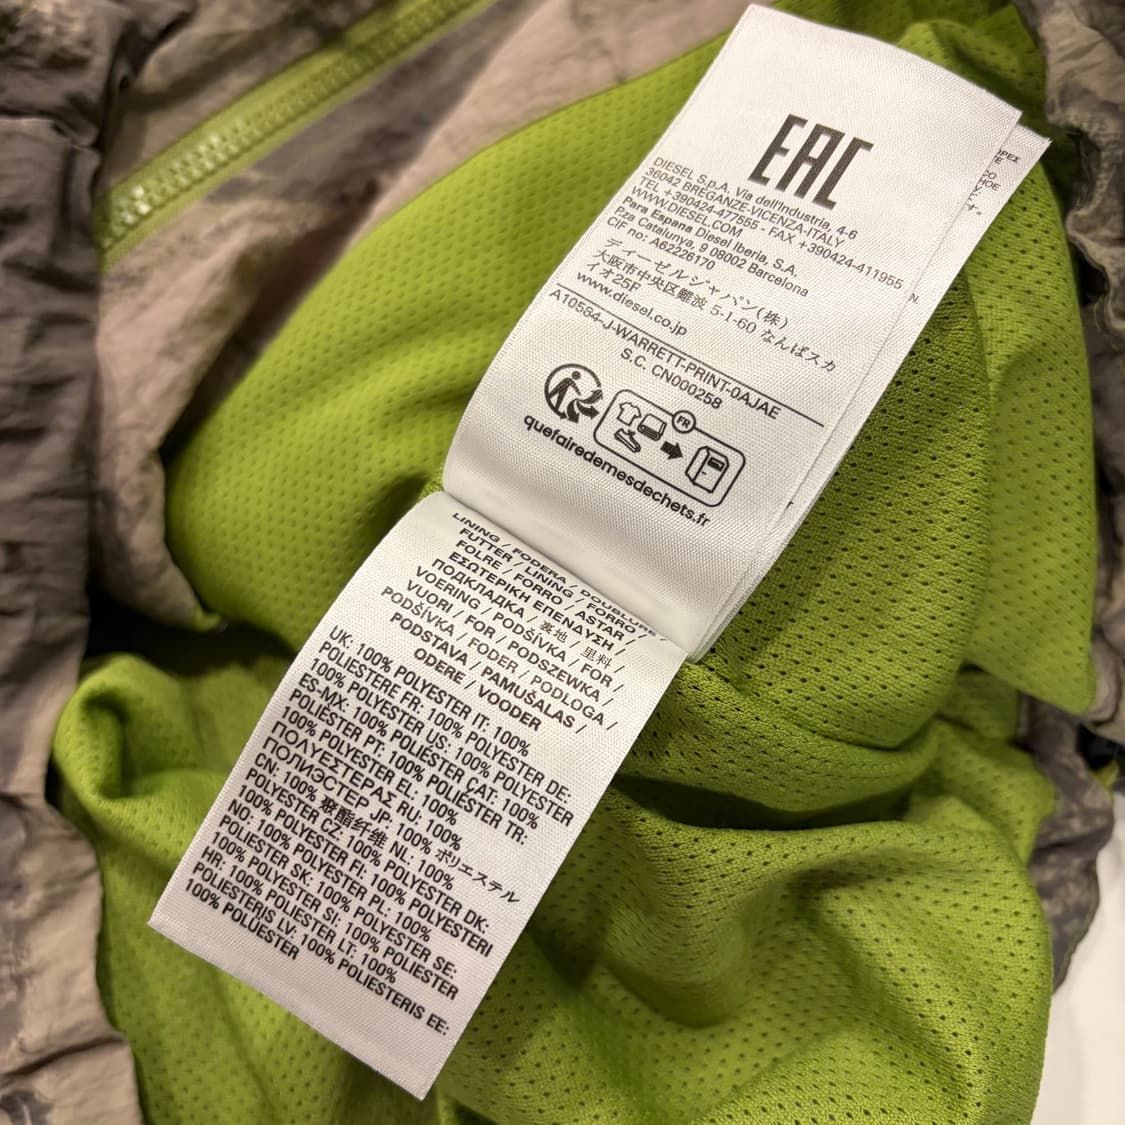 EAC
DIESEL S.p.A. Via dell'Industria, 4-6
36042 BREGANZE-VICENZA-ITALY
TEL +390424-477555 - FAX +390424-411955
WWW.DIESEL.COM
Para Espana Diesel Iberia, S.A.
P.za Catalunya, 9 08002 Barcelona
CIF no: A62226170
ディーゼルジャパン(株)
大阪市中央区難波 5-1-60 なんばスカ
イオ25F
www.diesel.co.jp
A10584-J-WARRETT-PRINT-0AJAE
S.C. CN000258
FR
quefairedemesdechets.fr
LINING / FODERA / DOUBLURE /
FUTTER / LINING / FORRO /
FOLRE / FORRO / ASTAR /
ΕΣΩΤΕΡΙΚΗ ΕΠΕΝΔΥΣΗ /
ПОДКЛАДКА / 裏地 / 里料 /
VOERING / PODŠÍVKA / FOR /
VUORI / FOR / PODSZEWKA /
PODŠÍVKA / FODER / PODLOGA /
PODSTAVA / PAMUŠALAS /
ODERE / VOODER
UK: 100% POLYESTER IT: 100%
POLIESTERE FR: 100% POLYESTER DE:
100% POLYESTER US: 100% POLYESTER
ES-MX: 100% POLIÉSTER CAT: 100%
POLIÈSTER PT: 100% POLIÉSTER TR:
100% POLYESTER EL: 100%
ΠΟΛΥΕΣΤΕΡΑΣ RU: 100%
ПОЛИЭСТЕР JP: 100% ポリエステル
CN: 100% 聚酯纤维 NL: 100%
POLYESTER CZ: 100% POLYESTER DK:
100% POLYESTER FI: 100% POLYESTERI
NO: 100% POLYESTER PL: 100%
POLIESTER SK: 100% POLYESTER SE:
100% POLYESTER SI: 100% POLIESTER
HR: 100% POLIESTER LT: 100%
POLIESTERIS LV: 100% POLIESTERIS EE:
100% POLÜESTER